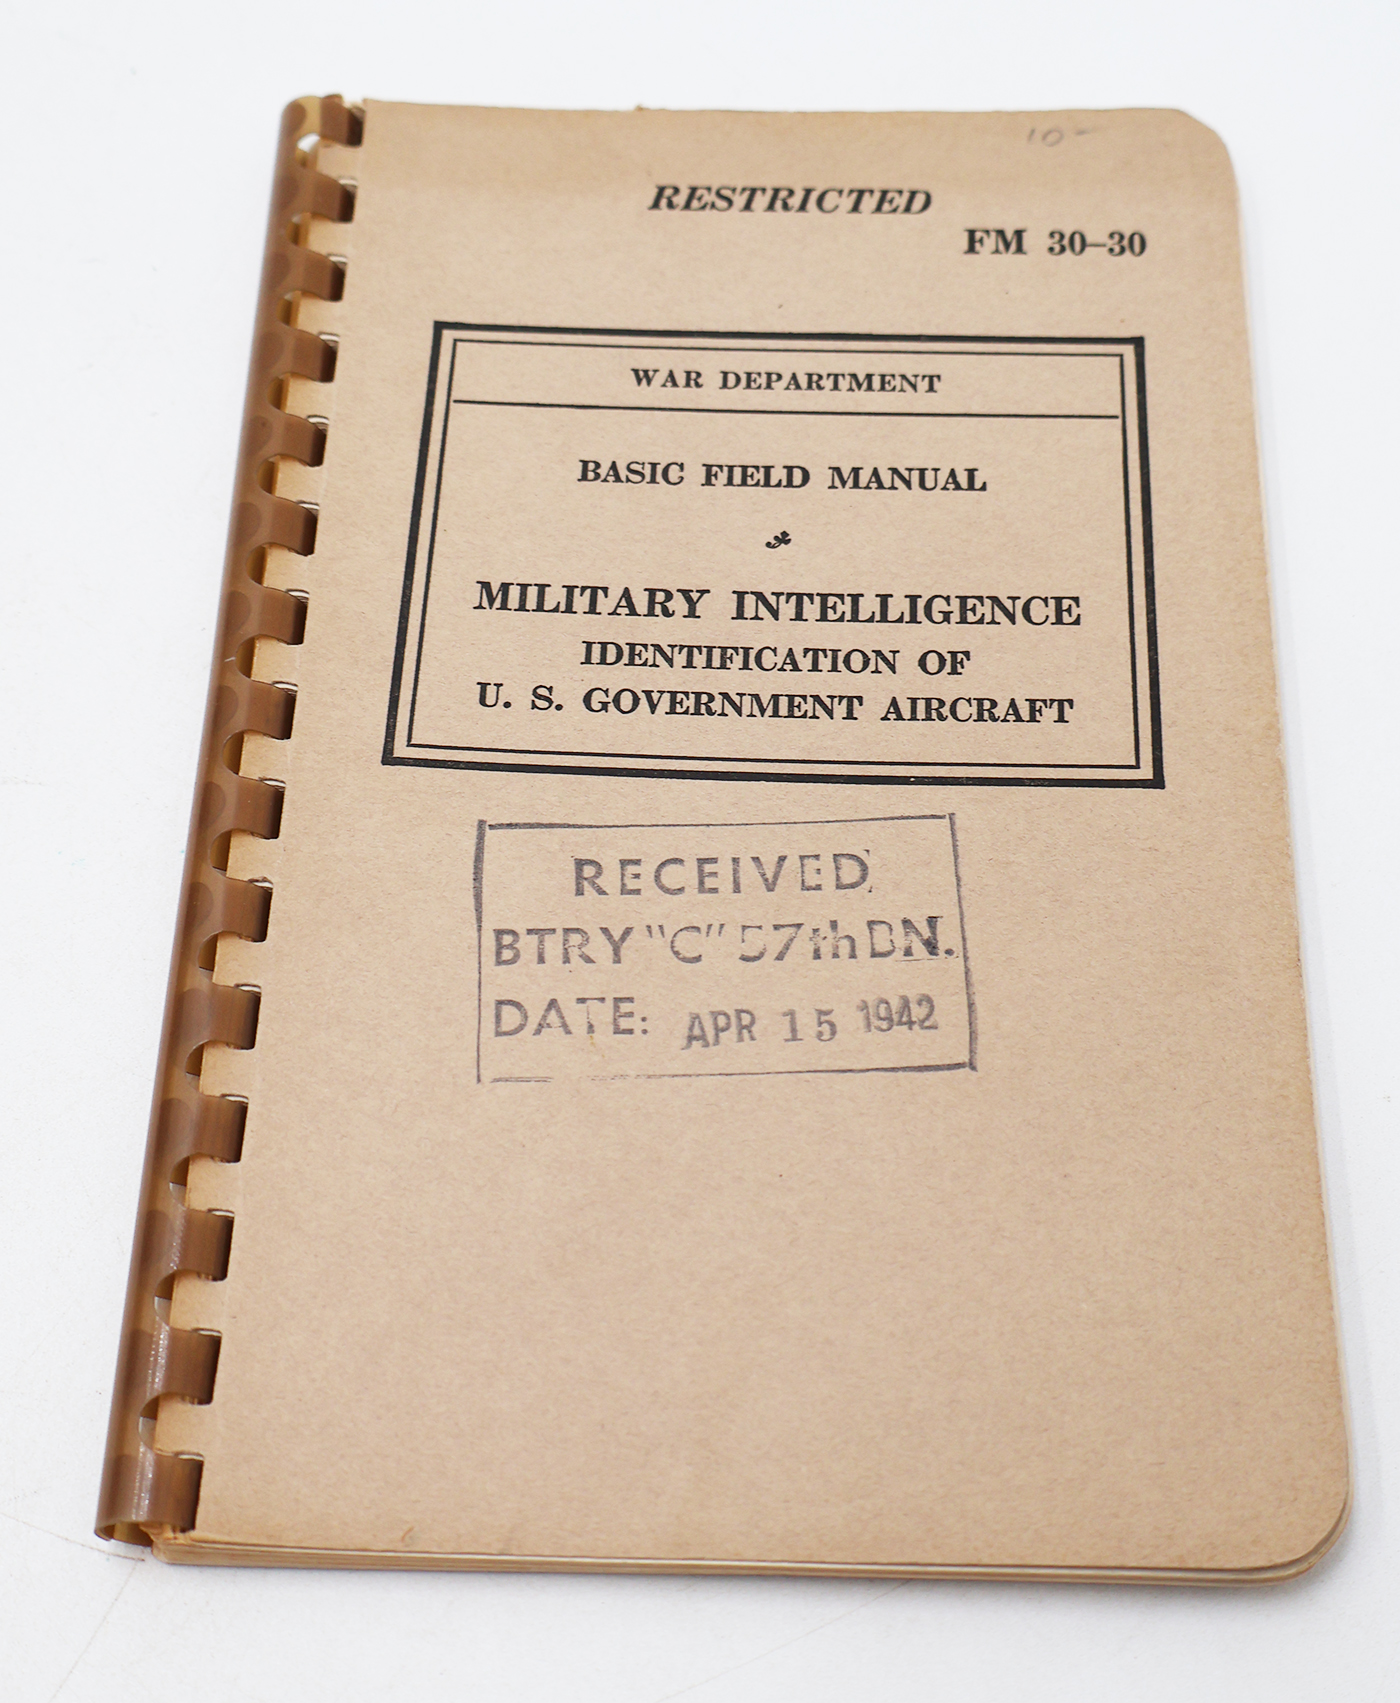 10-
RESTRICTED
FM 30–30
WAR DEPARTMENT
BASIC FIELD MANUAL
MILITARY INTELLIGENCE
IDENTIFICATION OF
U. S. GOVERNMENT AIRCRAFT
RECEIVED
BTRY "C" 57th BN.
DATE: APR 15 1942